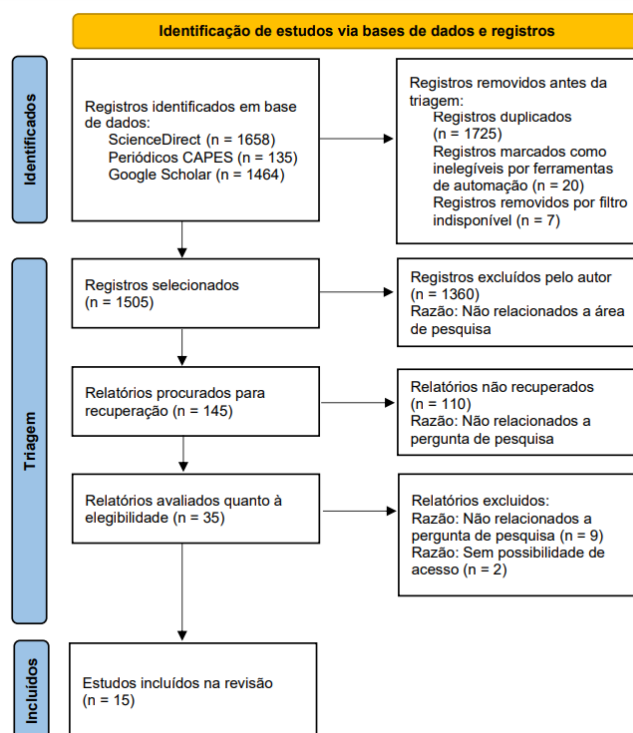 Identificação de estudos via bases de dados e registros
Identificados
Registros identificados em base
de dados:
ScienceDirect (n = 1658)
Periódicos CAPES (n = 135)
Google Scholar (n = 1464)
Registros removidos antes da
triagem:
Registros duplicados
(n = 1725)
Registros marcados como
inelegíveis por ferramentas
de automação (n = 20)
Registros removidos por filtro
indisponível (n = 7)
Triagem
Registros selecionados
(n = 1505)
Registros excluídos pelo autor
(n = 1360)
Razão: Não relacionados a área
de pesquisa
Relatórios procurados para
recuperação (n = 145)
Relatórios não recuperados
(n = 110)
Razão: Não relacionados a
pergunta de pesquisa
Relatórios avaliados quanto à
elegibilidade (n = 35)
Relatórios excluidos:
Razão: Não relacionados a
pergunta de pesquisa (n = 9)
Razão: Sem possibilidade de
acesso (n = 2)
Incluídos
Estudos incluídos na revisão
(n = 15)